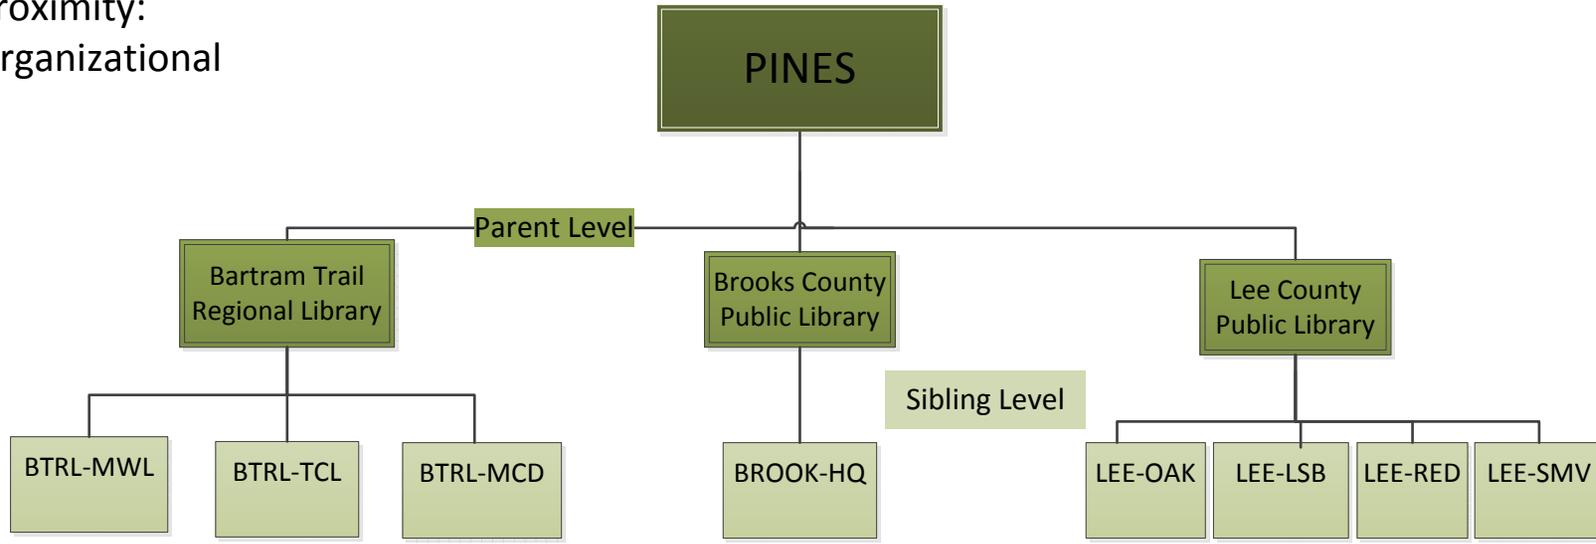 roximity:
rganizational
PINES
Parent Level
Bartram Trail
Regional Library
Brooks County
Public Library
Lee County
Public Library
Sibling Level
BTRL-MWL
BTRL-TCL
BTRL-MCD
BROOK-HQ
LEE-OAK
LEE-LSB
LEE-RED
LEE-SMV